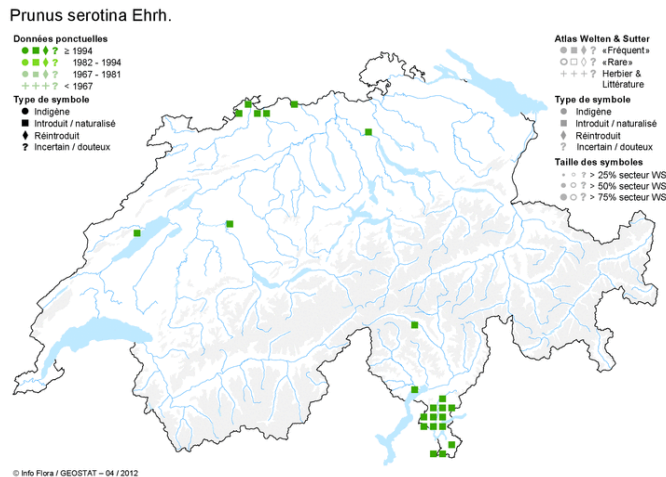 Prunus serotina Ehrh.
Données ponctuelles
? ≥ 1994
? 1982 - 1994
? 1967 - 1981
< 1967
Type de symbole
Indigène
Introduit / naturalisé
Réintroduit
? Incertain / douteux
Atlas Welten & Sutter
? «Fréquent»
? «Rare»
Herbier &
Littérature
Type de symbole
Indigène
Introduit / naturalisé
Réintroduit
? Incertain / douteux
Taille des symboles
? > 25% secteur WS
? > 50% secteur WS
? > 75% secteur WS
© Info Flora / GEOSTAT – 04 / 2012